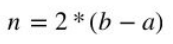 n = 2 * (b − a)